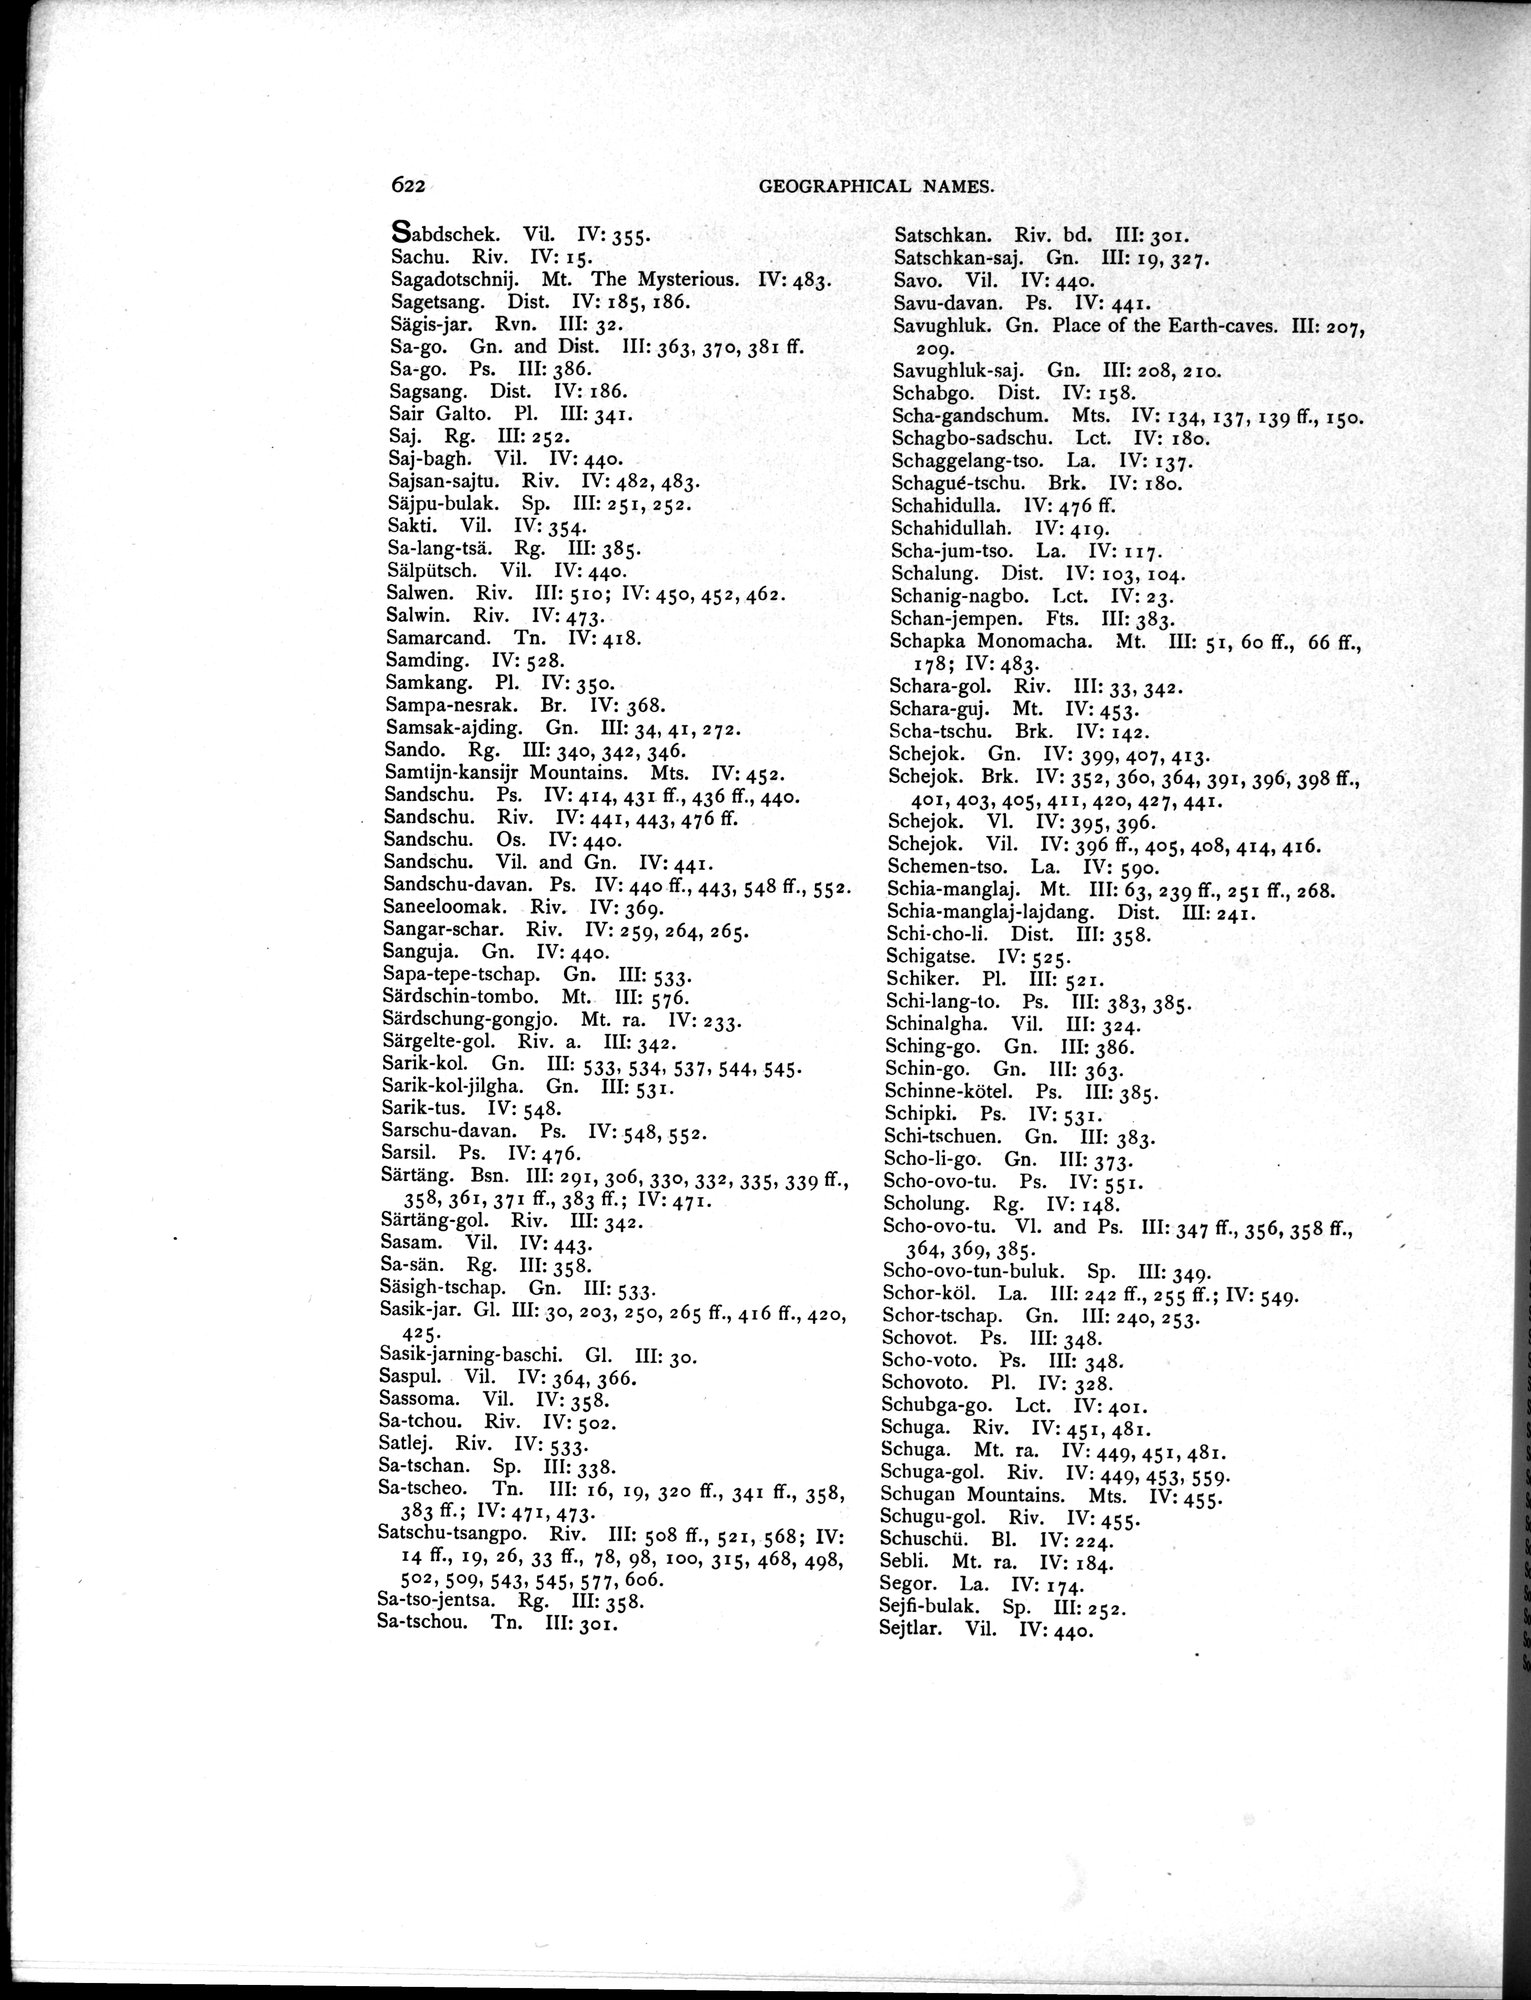 622
GEOGRAPHICAL NAMES.
Sabdschek. Vil. IV: 355.
Sachu. Riv. IV: 15.
Sagadotschnij. Mt. The Mysterious. IV: 483.
Sagetsang. Dist. IV: 185, 186.
Sägis-jar. Rvn. III: 32.
Sa-go. Gn. and Dist. III: 363, 370, 381 ff.
Sa-go. Ps. III: 386.
Sagsang. Dist. IV: 186.
Sair Galto. Pl. III: 341.
Saj. Rg. III: 252.
Saj-bagh. Vil. IV: 440.
Sajsan-sajtu. Riv. IV: 482, 483.
Säjpu-bulak. Sp. III: 251, 252.
Sakti. Vil. IV: 354.
Sa-lang-tsä. Rg. III: 385.
Sälpütsch. Vil. IV: 440.
Salwen. Riv. III: 510; IV: 450, 452, 462.
Salwin. Riv. IV: 473.
Samarcand. Tn. IV: 418.
Samding. IV: 528.
Samkang. Pl. IV: 350.
Sampa-nesrak. Br. IV: 368.
Samsak-ajding. Gn. III: 34, 41, 272.
Sando. Rg. III: 340, 342, 346.
Samtijn-kansijr Mountains. Mts. IV: 452.
Sandschu. Ps. IV: 414, 431 ff., 436 ff., 440.
Sandschu. Riv. IV: 441, 443, 476 ff.
Sandschu. Os. IV: 440.
Sandschu. Vil. and Gn. IV: 441.
Sandschu-davan. Ps. IV: 440 ff., 443, 548 ff., 552.
Saneeloomak. Riv. IV: 369.
Sangar-schar. Riv. IV: 259, 264, 265.
Sanguja. Gn. IV: 440.
Sapa-tepe-tschap. Gn. III: 533.
Särdschin-tombo. Mt. III: 576.
Särdschung-gongjo. Mt. ra. IV: 233.
Särgelte-gol. Riv. a. III: 342.
Sarik-kol. Gn. III: 533, 534, 537, 544, 545.
Sarik-kol-jilgha. Gn. III: 531.
Sarik-tus. IV: 548.
Sarschu-davan. Ps. IV: 548, 552.
Sarsil. Ps. IV: 476.
Särtäng. Bsn. III: 291, 306, 330, 332, 335, 339 ff.,
358, 361, 371 ff., 383 ff.; IV: 471.
Särtäng-gol. Riv. III: 342.
Sasam. Vil. IV: 443.
Sa-sän. Rg. III: 358.
Säsigh-tschap. Gn. III: 533.
Sasik-jar. Gl. III: 30, 203, 250, 265 ff., 416 ff., 420,
425.
Sasik-jarning-baschi. Gl. III: 30.
Saspul. Vil. IV: 364, 366.
Sassoma. Vil. IV: 358.
Sa-tchou. Riv. IV: 502.
Satlej. Riv. IV: 533.
Sa-tschan. Sp. III: 338.
Sa-tscheo. Tn. III: 16, 19, 320 ff., 341 ff., 358,
383 ff.; IV: 471, 473.
Satschu-tsangpo. Riv. III: 508 ff., 521, 568; IV:
14 ff., 19, 26, 33 ff., 78, 98, 100, 315, 468, 498,
502, 509, 543, 545, 577, 606.
Sa-tso-jentsa. Rg. III: 358.
Sa-tschou. Tn. III: 301.
Satschkan. Riv. bd. III: 301.
Satschkan-saj. Gn. III: 19, 327.
Savo. Vil. IV: 440.
Savu-davan. Ps. IV: 441.
Savughluk. Gn. Place of the Earth-caves. III: 207,
209.
Savughluk-saj. Gn. III: 208, 210.
Schabgo. Dist. IV: 158.
Scha-gandschum. Mts. IV: 134, 137, 139 ff., 150.
Schagbo-sadschu. Lct. IV: 180.
Schaggelang-tso. La. IV: 137.
Schagué-tschu. Brk. IV: 180.
Schahidulla. IV: 476 ff.
Schahidullah. IV: 419.
Scha-jum-tso. La. IV: 117.
Schalung. Dist. IV: 103, 104.
Schanig-nagbo. Lct. IV: 23.
Schan-jempen. Fts. III: 383.
Schapka Monomacha. Mt. III: 51, 60 ff., 66 ff.,
178; IV: 483.
Schara-gol. Riv. III: 33, 342.
Schara-guj. Mt. IV: 453.
Scha-tschu. Brk. IV: 142.
Schejok. Gn. IV: 399, 407, 413.
Schejok. Brk. IV: 352, 360, 364, 391, 396, 398 ff.,
401, 403, 405, 411, 420, 427, 441.
Schejok. Vl. IV: 395, 396.
Schejok. Vil. IV: 396 ff., 405, 408, 414, 416.
Schemen-tso. La. IV: 590.
Schia-manglaj. Mt. III: 63, 239 ff., 251 ff., 268.
Schia-manglaj-lajdang. Dist. III: 241.
Schi-cho-li. Dist. III: 358.
Schigatse. IV: 525.
Schiker. Pl. III: 521.
Schi-lang-to. Ps. III: 383, 385.
Schinalgha. Vil. III: 324.
Sching-go. Gn. III: 386.
Schin-go. Gn. III: 363.
Schinne-kötel. Ps. III: 385.
Schipki. Ps. IV: 531.
Schi-tschuen. Gn. III: 383.
Scho-li-go. Gn. III: 373.
Scho-ovo-tu. Ps. IV: 551.
Scholung. Rg. IV: 148.
Scho-ovo-tu. Vl. and Ps. III: 347 ff., 356, 358 ff.,
364, 369, 385.
Scho-ovo-tun-buluk. Sp. III: 349.
Schor-köl. La. III: 242 ff., 255 ff.; IV: 549.
Schor-tschap. Gn. III: 240, 253.
Schovot. Ps. III: 348.
Scho-voto. Ps. III: 348.
Schovoto. Pl. IV: 328.
Schubga-go. Lct. IV: 401.
Schuga. Riv. IV: 451, 481.
Schuga. Mt. ra. IV: 449, 451, 481.
Schuga-gol. Riv. IV: 449, 453, 559.
Schugan Mountains. Mts. IV: 455.
Schugu-gol. Riv. IV: 455.
Schuschü. Bl. IV: 224.
Sebli. Mt. ra. IV: 184.
Segor. La. IV: 174.
Sejfi-bulak. Sp. III: 252.
Sejtlar. Vil. IV: 440.